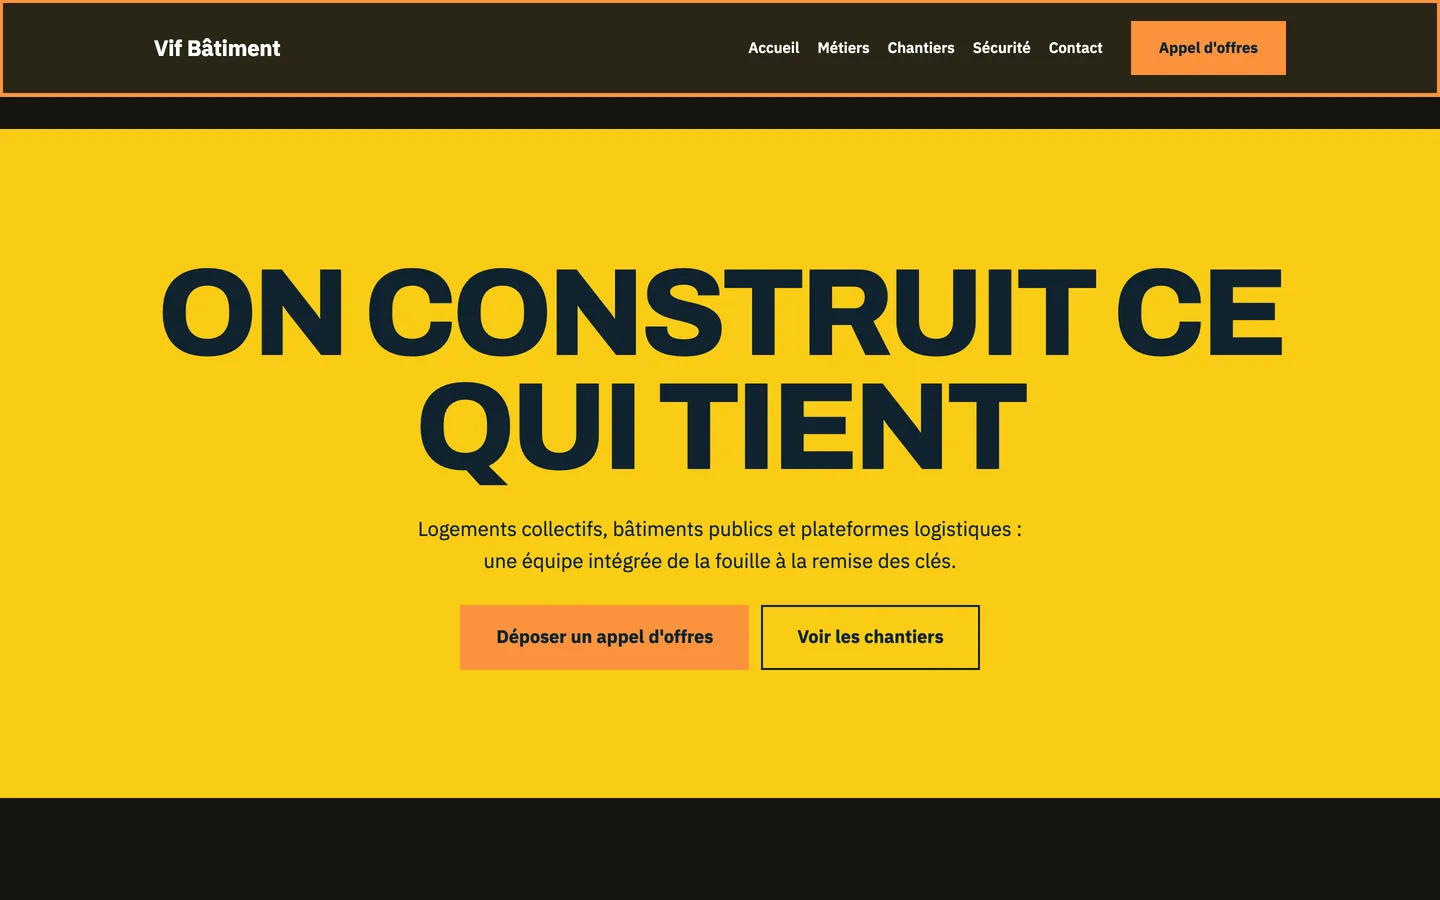 Vif Bâtiment
Accueil Métiers Chantiers Sécurité Contact Appel d'offres
ON CONSTRUIT CE
QUI TIENT
Logements collectifs, bâtiments publics et plateformes logistiques :
une équipe intégrée de la fouille à la remise des clés.
Déposer un appel d'offres Voir les chantiers